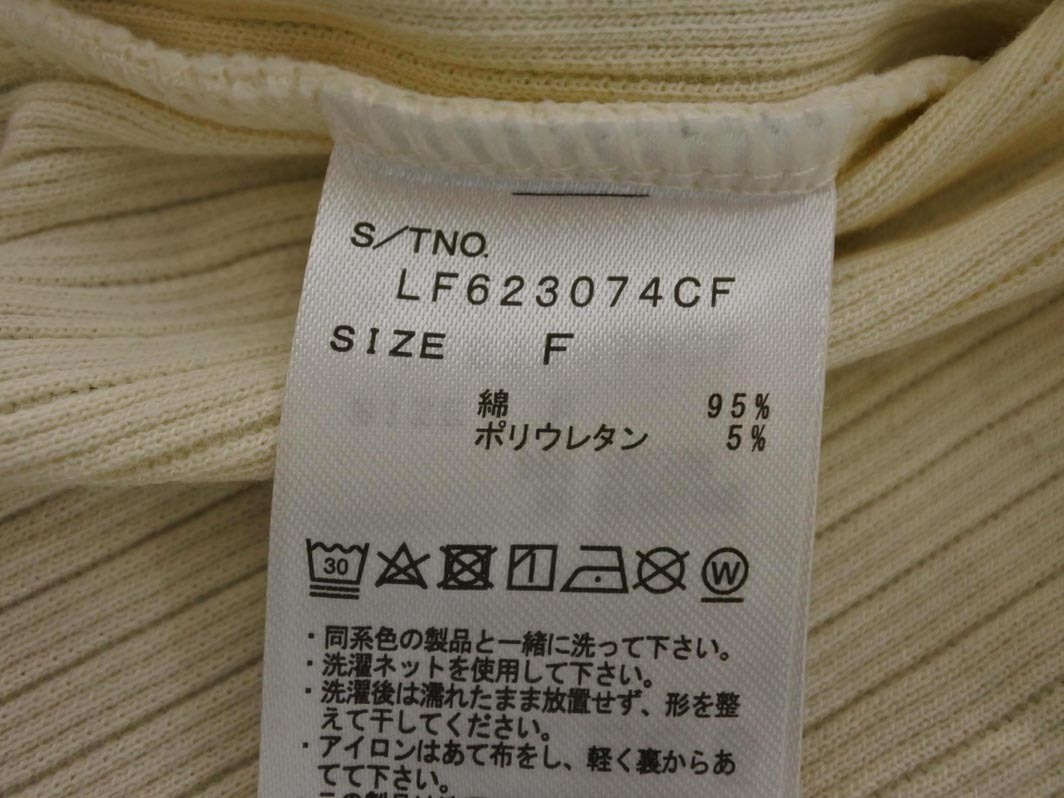 S/TNO.
LF623074CF
SIZE F
綿 95%
ポリウレタン 5%
30 W
・同系色の製品と一緒に洗って下さい。
・洗濯ネットを使用して下さい。
・洗濯後は濡れたまま放置せず、形を整
えて干してください。
・アイロンはあて布をし、軽く裏からあ
てて下さい。